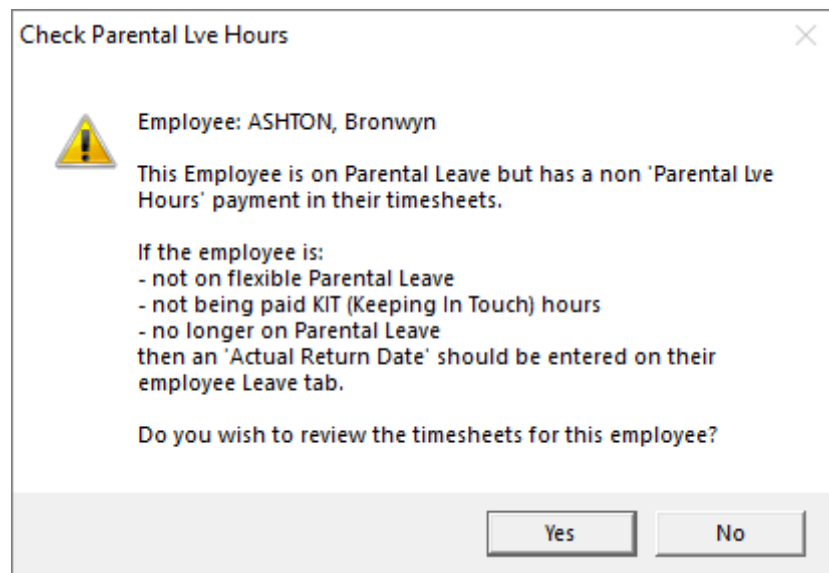 Check Parental Lve Hours
Employee: ASHTON, Bronwyn
This Employee is on Parental Leave but has a non 'Parental Lve
Hours' payment in their timesheets.
If the employee is:
- not on flexible Parental Leave
- not being paid KIT (Keeping In Touch) hours
- no longer on Parental Leave
then an 'Actual Return Date' should be entered on their
employee Leave tab.
Do you wish to review the timesheets for this employee?
Yes
No